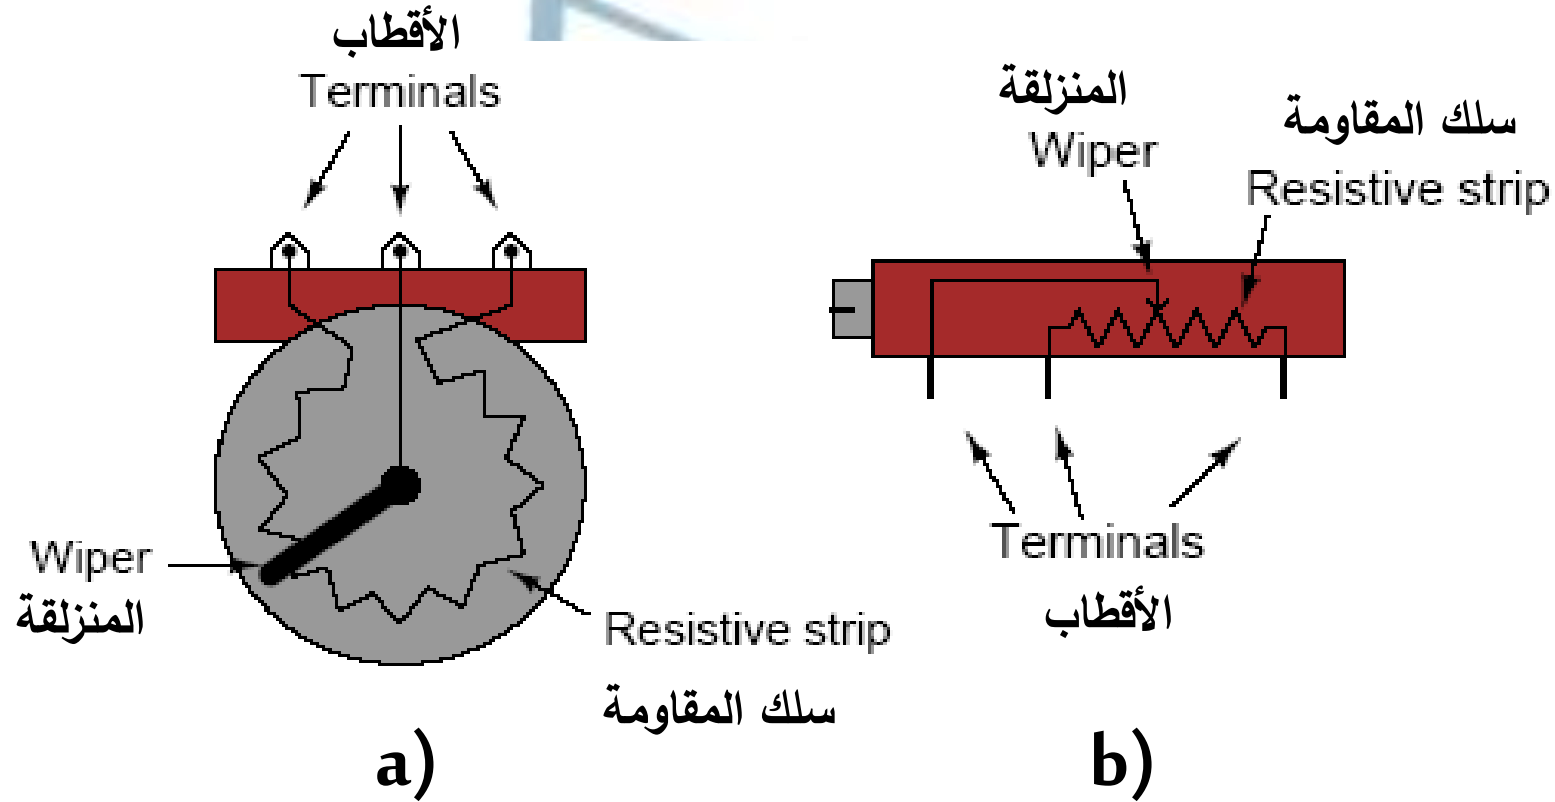 الأقطاب
Terminals
Wiper
المنزلقة
Resistive strip
سلك المقاومة
a)
المنزلقة
Wiper
سلك المقاومة
Resistive strip
Terminals
الأقطاب
b)